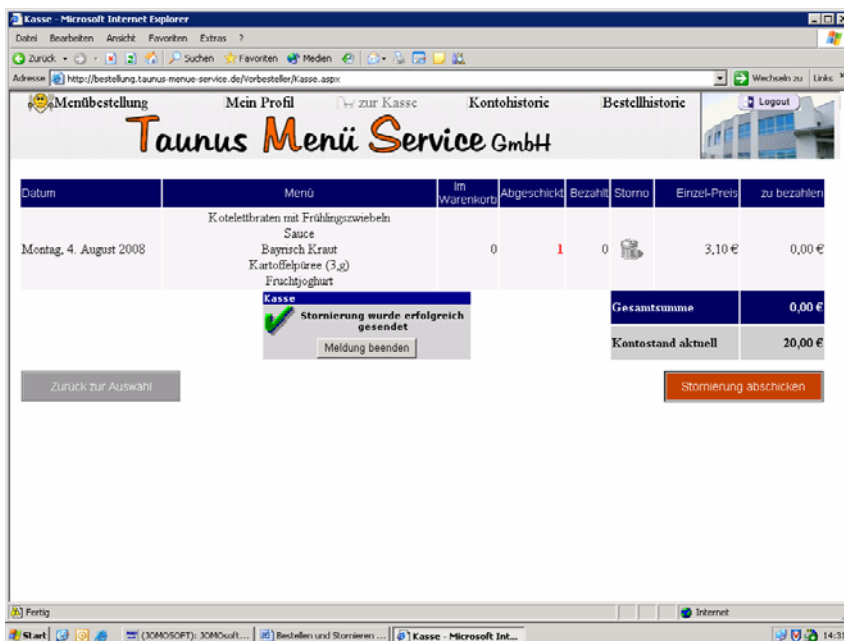 Kasse - Microsoft Internet Explorer
Datei Bearbeiten Ansicht Favoriten Extras ?
Zurück Suchen Favoriten Medien
Adresse http://bestellung.taunus-menue-service.de/Vorbesteller/Kasse.aspx Wechseln zu Links
Menübestellung Mein Profil zur Kasse Kontohistorie Bestellhistorie Logout
Taunus Menü Service GmbH
Datum Menü Im Warenkorb Abgeschickt Bezahlt Storno Einzel-Preis zu bezahlen
Kotelettbraten mit Frühlingszwiebeln
Sauce
Montag, 4. August 2008 Bayrisch Kraut 0 1 0 3,10 € 0,00 €
Kartoffelpüree (3,g)
Fruchtjoghurt
Kasse
Stornierung wurde erfolgreich
gesendet
Meldung beenden
Gesamtsumme 0,00 €
Kontostand aktuell 20,00 €
Zurück zur Auswahl Stornierung abschicken
Fertig Internet
Start (JOMOSOFT): JOMOsoft... Bestellen und Stornieren ... Kasse - Microsoft Int... 14:31